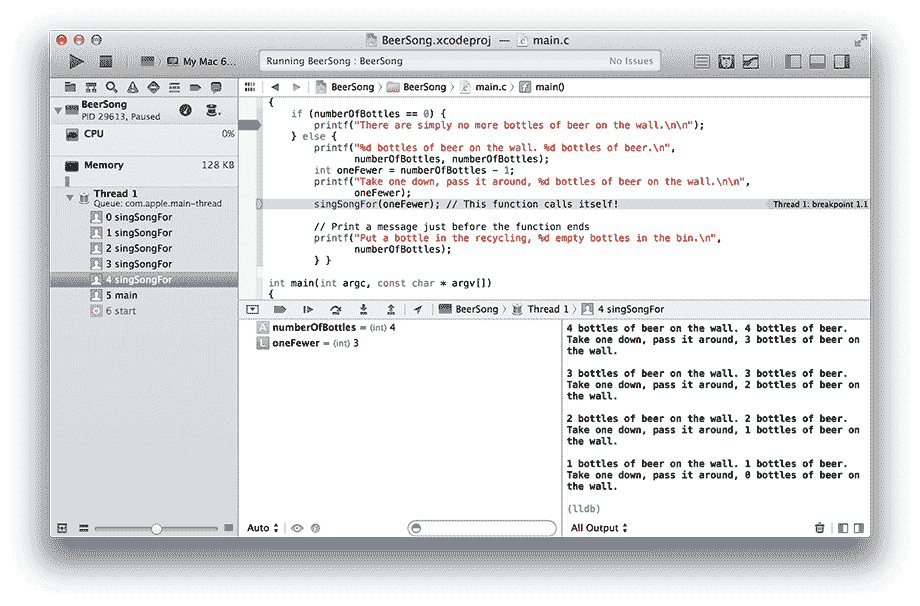 BeerSong.xcodeproj — main.c
My Mac 6...
Running BeerSong : BeerSong
No Issues
BeerSong
PID 29613, Paused
CPU
0%
Memory
128 KB
Thread 1
Queue: com.apple.main-thread
0 singSongFor
1 singSongFor
2 singSongFor
3 singSongFor
4 singSongFor
5 main
6 start
BeerSong
BeerSong
main.c
main()
{
if (numberOfBottles == 0) {
printf("There are simply no more bottles of beer on the wall.\n\n");
} else {
printf("%d bottles of beer on the wall. %d bottles of beer.\n",
numberOfBottles, numberOfBottles);
int oneFewer = numberOfBottles - 1;
printf("Take one down, pass it around, %d bottles of beer on the wall.\n\n",
oneFewer);
singSongFor(oneFewer); // This function calls itself!
Thread 1: breakpoint 1.1
// Print a message just before the function ends
printf("Put a bottle in the recycling, %d empty bottles in the bin.\n",
numberOfBottles);
} }
int main(int argc, const char * argv[])
{
BeerSong
Thread 1
4 singSongFor
A numberOfBottles = (int) 4
L oneFewer = (int) 3
4 bottles of beer on the wall. 4 bottles of beer.
Take one down, pass it around, 3 bottles of beer on
the wall.
3 bottles of beer on the wall. 3 bottles of beer.
Take one down, pass it around, 2 bottles of beer on
the wall.
2 bottles of beer on the wall. 2 bottles of beer.
Take one down, pass it around, 1 bottles of beer on
the wall.
1 bottles of beer on the wall. 1 bottles of beer.
Take one down, pass it around, 0 bottles of beer on
the wall.
(lldb)
Auto
All Output